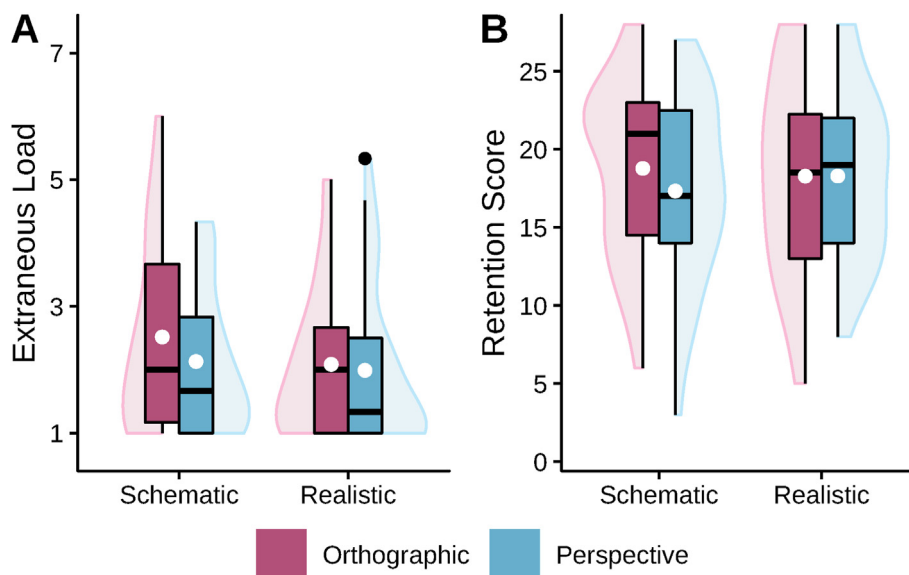 A
Extraneous Load
7
5
3
1
Schematic
Realistic
B
Retention Score
25
20
15
10
5
0
Schematic
Realistic
Orthographic
Perspective